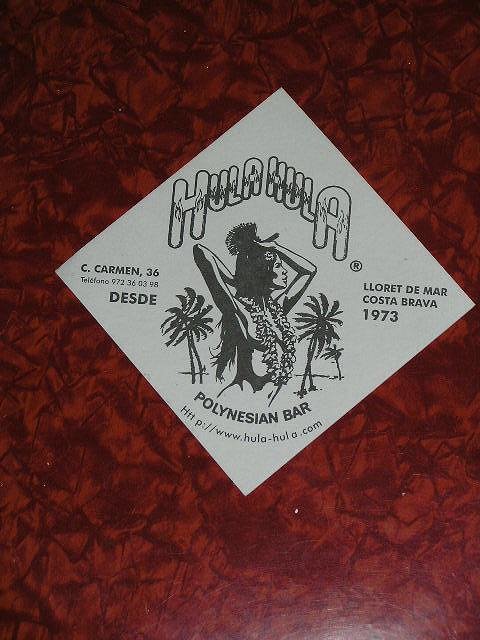 HULA HULA
®
C. CARMEN, 36
Teléfono 972 36 03 98
DESDE
LLORET DE MAR
COSTA BRAVA
1973
POLYNESIAN BAR
Htt p://www.hula-hula.com